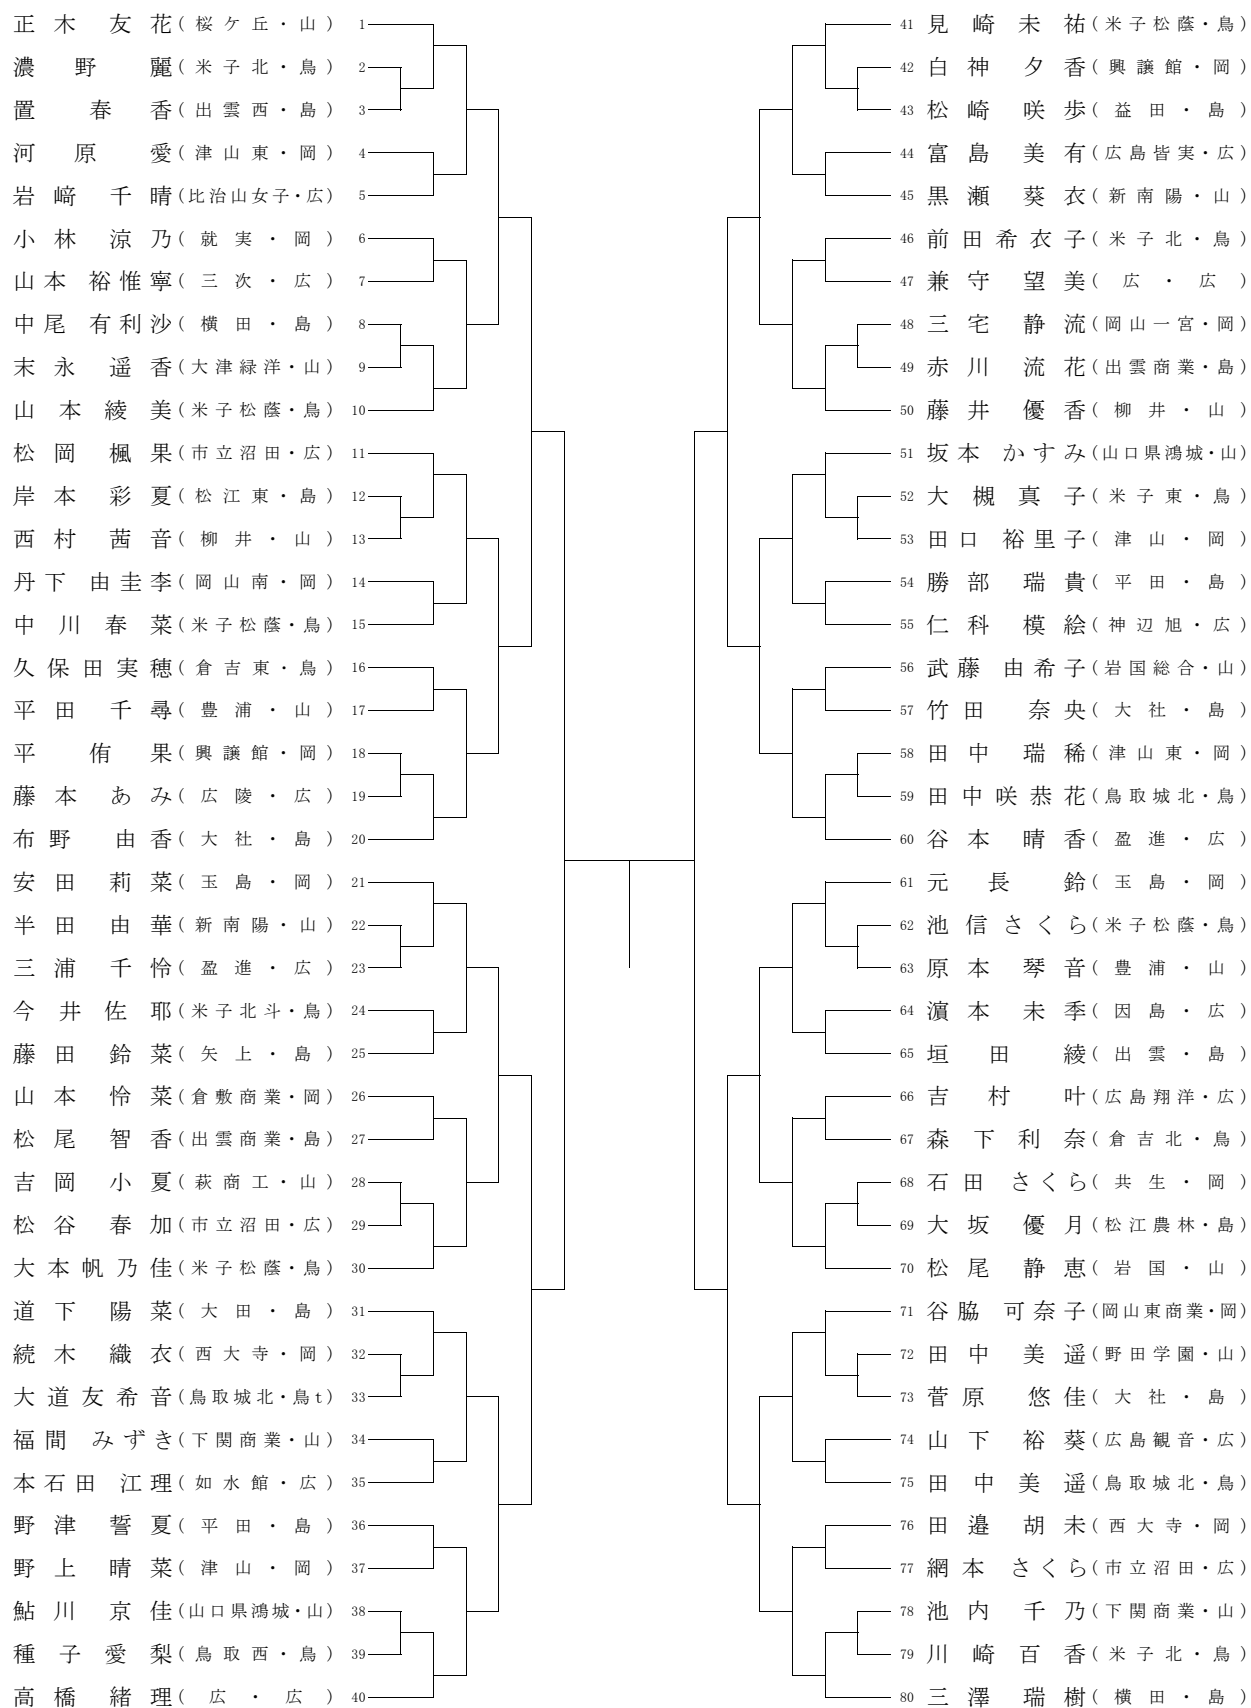 正木 友花(桜ケ丘・山) 1
濃野 麗(米子北・鳥) 2
置 春香(出雲西・島) 3
河原 愛(津山東・岡) 4
岩﨑 千晴(比治山女子・広) 5
小林 涼乃(就実・岡) 6
山本 裕惟寧(三次・広) 7
中尾 有利沙(横田・島) 8
末永 遥香(大津緑洋・山) 9
山本 綾美(米子松蔭・鳥) 10
松岡 楓果(市立沼田・広) 11
岸本 彩夏(松江東・島) 12
西村 茜音(柳井・山) 13
丹下 由圭李(岡山南・岡) 14
中川 春菜(米子松蔭・鳥) 15
久保田実穂(倉吉東・鳥) 16
平田 千尋(豊浦・山) 17
平 侑果(興譲館・岡) 18
藤本 あみ(広陵・広) 19
布野 由香(大社・島) 20
安田 莉菜(玉島・岡) 21
半田 由華(新南陽・山) 22
三浦 千怜(盈進・広) 23
今井 佐耶(米子北斗・鳥) 24
藤田 鈴菜(矢上・島) 25
山本 怜菜(倉敷商業・岡) 26
松尾 智香(出雲商業・島) 27
吉岡 小夏(萩商工・山) 28
松谷 春加(市立沼田・広) 29
大本帆乃佳(米子松蔭・鳥) 30
道下 陽菜(大田・島) 31
続木 織衣(西大寺・岡) 32
大道友希音(鳥取城北・鳥t) 33
福間 みずき(下関商業・山) 34
本石田 江理(如水館・広) 35
野津 誓夏(平田・島) 36
野上 晴菜(津山・岡) 37
鮎川 京佳(山口県鴻城・山) 38
種子 愛梨(鳥取西・鳥) 39
高橋 緒理(広・広) 40
41 見崎 未祐(米子松蔭・鳥)
42 白神 夕香(興譲館・岡)
43 松崎 咲歩(益田・島)
44 富島 美有(広島皆実・広)
45 黒瀬 葵衣(新南陽・山)
46 前田希衣子(米子北・鳥)
47 兼守 望美(広・広)
48 三宅 静流(岡山一宮・岡)
49 赤川 流花(出雲商業・島)
50 藤井 優香(柳井・山)
51 坂本 かすみ(山口県鴻城・山)
52 大槻 真子(米子東・鳥)
53 田口 裕里子(津山・岡)
54 勝部 瑞貴(平田・島)
55 仁科 模絵(神辺旭・広)
56 武藤 由希子(岩国総合・山)
57 竹田 奈央(大社・島)
58 田中 瑞稀(津山東・岡)
59 田中咲恭花(鳥取城北・鳥)
60 谷本 晴香(盈進・広)
61 元長 鈴(玉島・岡)
62 池信さくら(米子松蔭・鳥)
63 原本 琴音(豊浦・山)
64 濵本 未季(因島・広)
65 垣田 綾(出雲・島)
66 吉村 叶(広島翔洋・広)
67 森下 利奈(倉吉北・鳥)
68 石田 さくら(共生・岡)
69 大坂 優月(松江農林・島)
70 松尾 静恵(岩国・山)
71 谷脇 可奈子(岡山東商業・岡)
72 田中 美遥(野田学園・山)
73 菅原 悠佳(大社・島)
74 山下 裕葵(広島観音・広)
75 田中 美遥(鳥取城北・鳥)
76 田邉 胡未(西大寺・岡)
77 網本 さくら(市立沼田・広)
78 池内 千乃(下関商業・山)
79 川崎 百香(米子北・鳥)
80 三澤 瑞樹(横田・島)